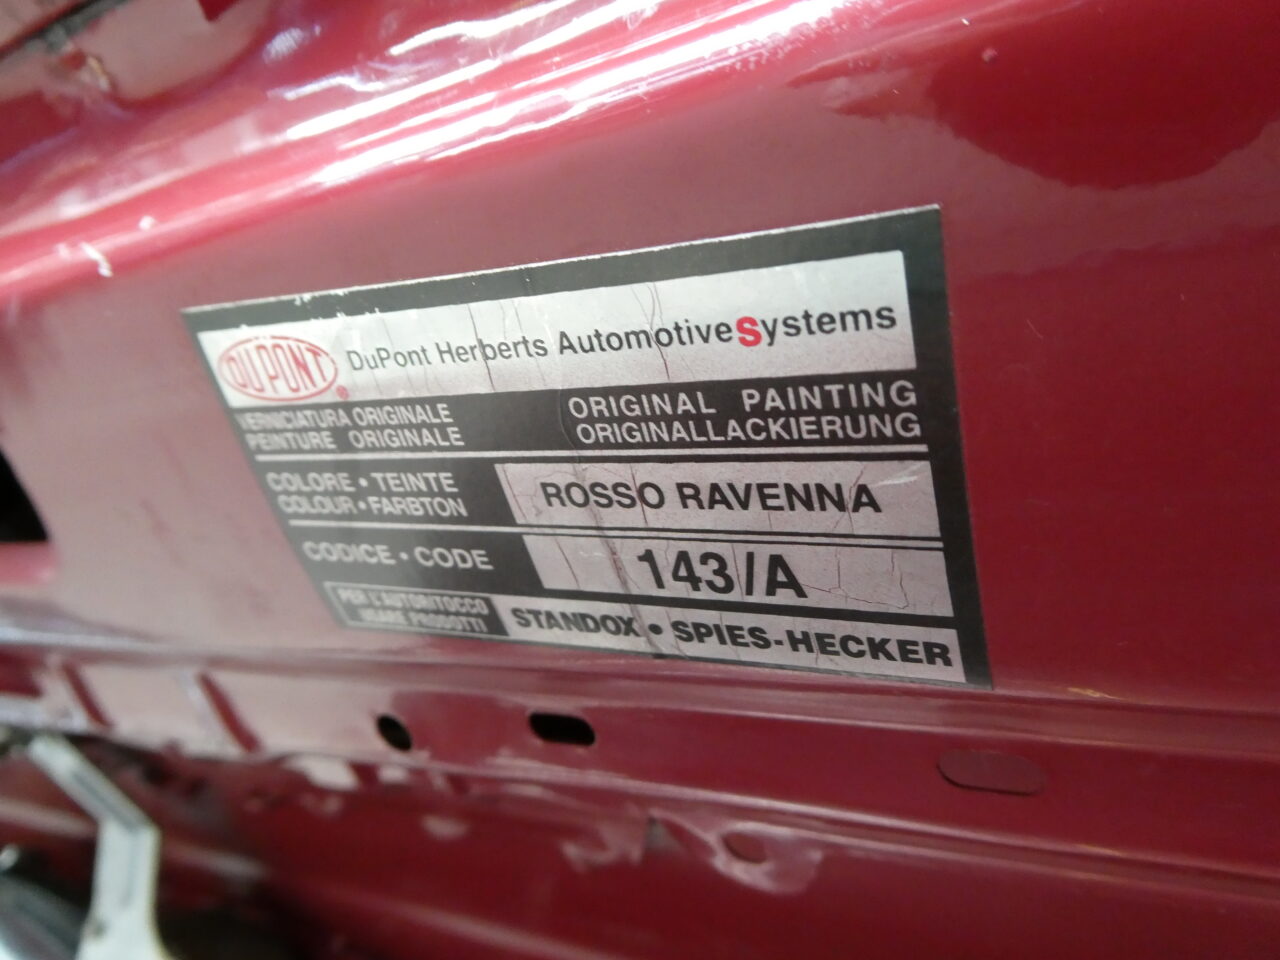 DU PONT ® DuPont Herberts AutomotiveSystems
VERNICIATURA ORIGINALE
PEINTURE ORIGINALE
ORIGINAL PAINTING
ORIGINALLACKIERUNG
COLORE • TEINTE
COLOUR • FARBTON
ROSSO RAVENNA
CODICE • CODE
143/A
PER L'AUTORITOCCO
USARE PRODOTTI
STANDOX • SPIES-HECKER